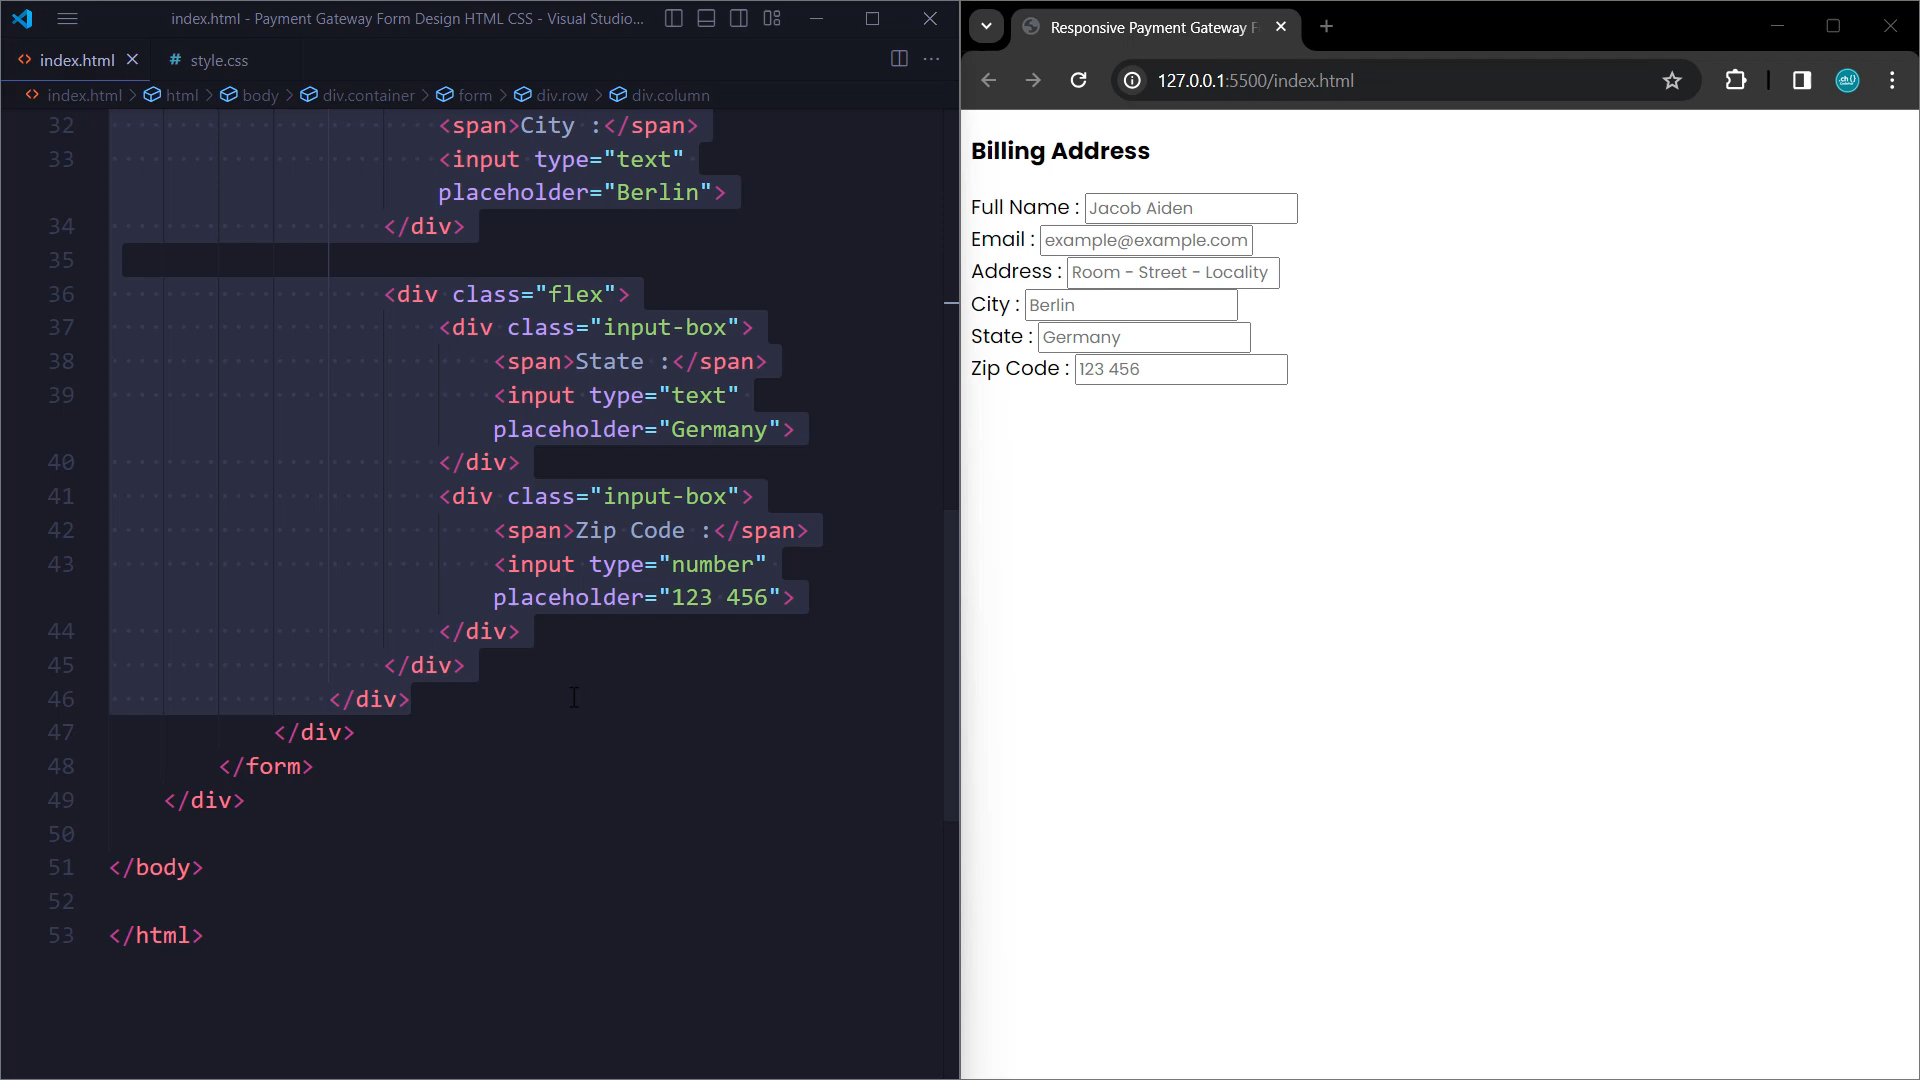 index.html - Payment Gateway Form Design HTML CSS - Visual Studio...
index.html
style.css
index.html > html > body > div.container > form > div.row > div.column
32 <span>City :</span>
33 <input type="text"
placeholder="Berlin">
34 </div>
35
36 <div class="flex">
37 <div class="input-box">
38 <span>State :</span>
39 <input type="text"
placeholder="Germany">
40 </div>
41 <div class="input-box">
42 <span>Zip Code :</span>
43 <input type="number"
placeholder="123 456">
44 </div>
45 </div>
46 </div>
47 </div>
48 </form>
49 </div>
50
51 </body>
52
53 </html>
Responsive Payment Gateway F
127.0.0.1:5500/index.html
Billing Address
Full Name : Jacob Aiden
Email : example@example.com
Address : Room - Street - Locality
City : Berlin
State : Germany
Zip Code : 123 456